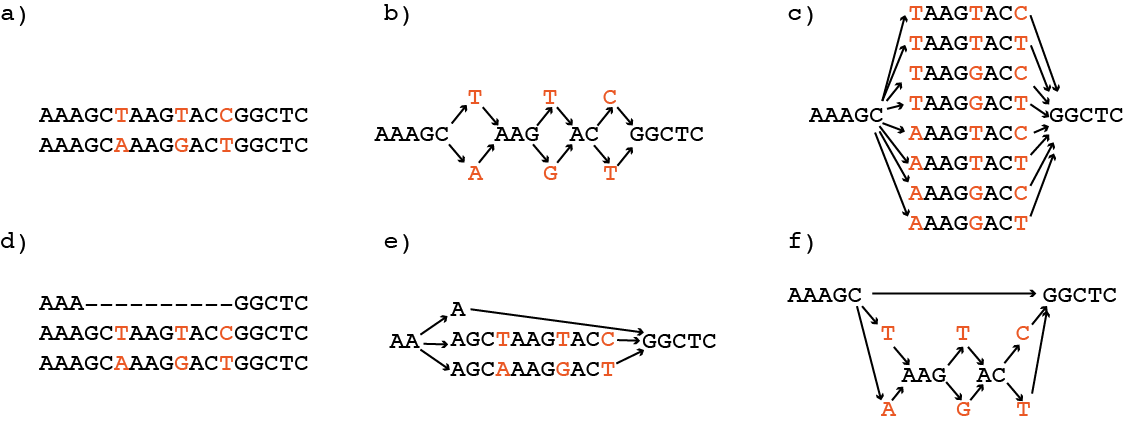 a)
AAAGCTAAGTACCGGCTC
AAAGCAAAGGACTGGCTC
b)
T T C
AAAGC AAG AC GGCTC
A G T
c)
TAAGTACC
TAAGTACT
TAAGGACC
TAAGGACT
AAAGC GGCTC
AAAGTACC
AAAGTACT
AAAGGACC
AAAGGACT
d)
AAA----------GGCTC
AAAGCTAAGTACCGGCTC
AAAGCAAAGGACTGGCTC
e)
A
AGCTAAGTACC
AA GGCTC
AGCAAAGGACT
f)
AAAGC GGCTC
T T C
AAG AC
A G T